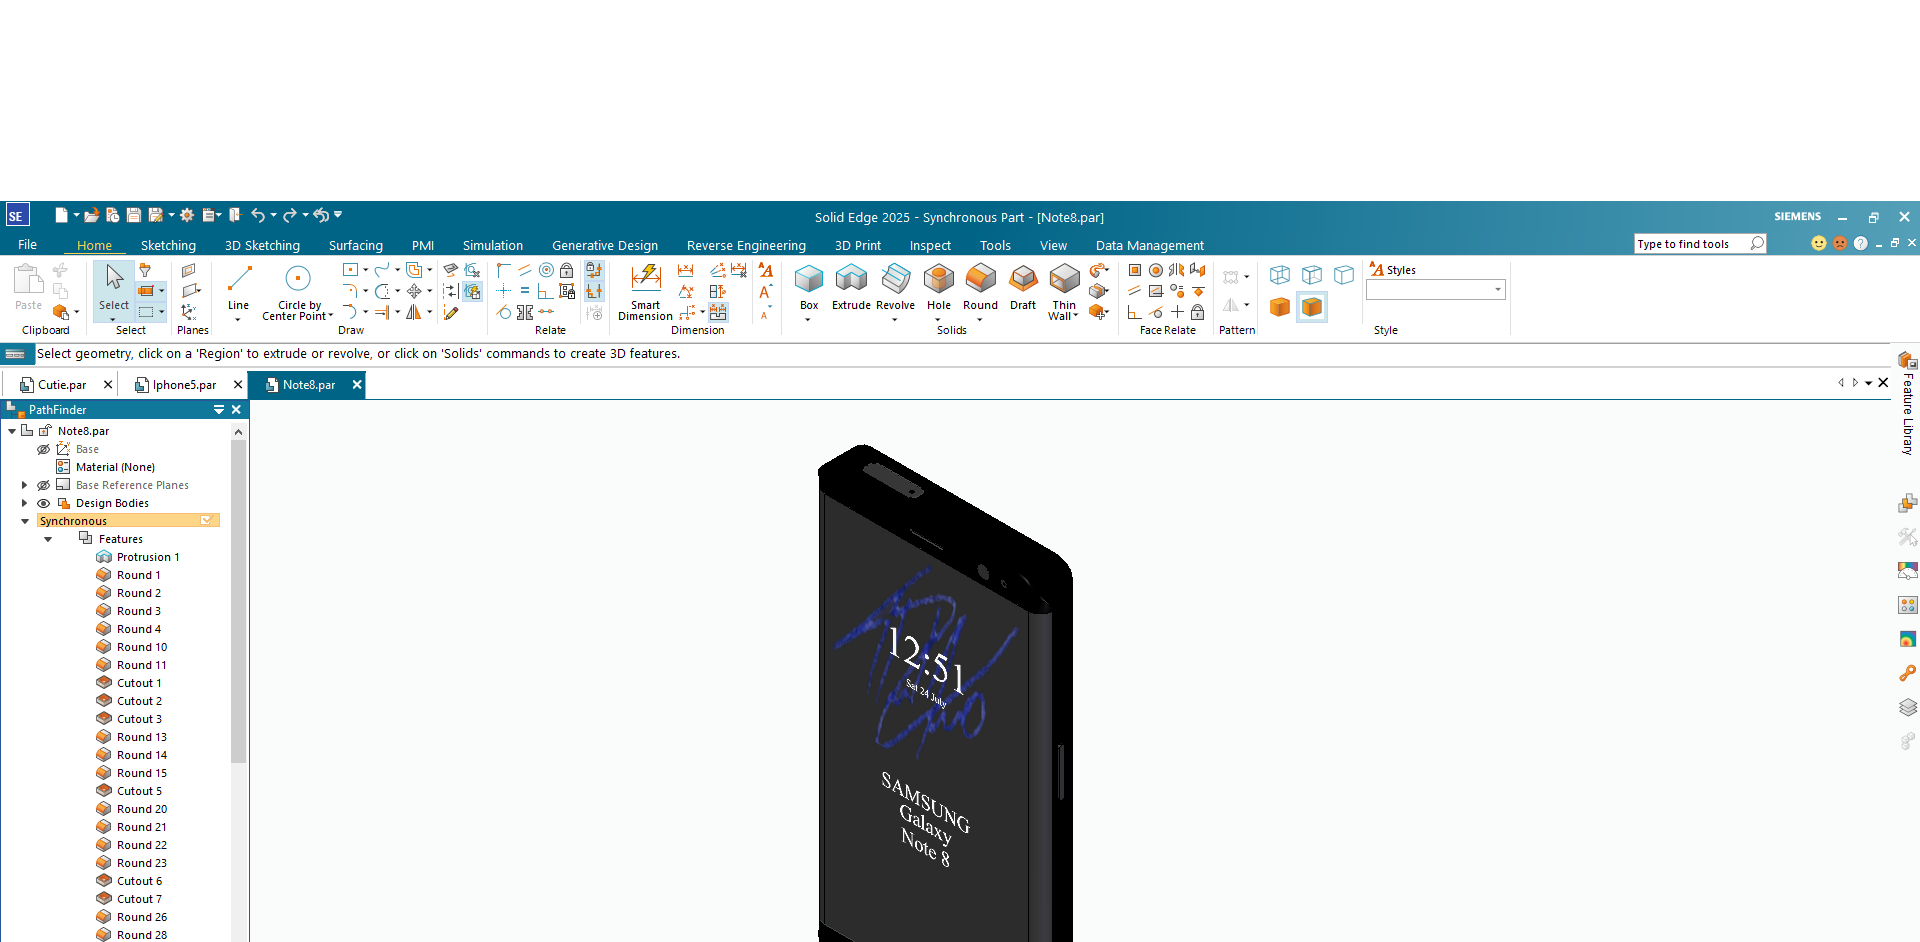 SE
Solid Edge 2025 - Synchronous Part - [Note8.par]
SIEMENS
File Home Sketching 3D Sketching Surfacing PMI Simulation Generative Design Reverse Engineering 3D Print Inspect Tools View Data Management
Type to find tools
Paste
Clipboard
Select
Select
Planes
Line
Circle by
Center Point
Draw
Relate
Smart
Dimension
Dimension
Box
Extrude
Revolve
Hole
Round
Draft
Thin
Wall
Solids
Face Relate
Pattern
Styles
Style
Select geometry, click on a 'Region' to extrude or revolve, or click on 'Solids' commands to create 3D features.
Cutie.par
Iphone5.par
Note8.par
PathFinder
Note8.par
Base
Material (None)
Base Reference Planes
Design Bodies
Synchronous
Features
Protrusion 1
Round 1
Round 2
Round 3
Round 4
Round 10
Round 11
Cutout 1
Cutout 2
Cutout 3
Round 13
Round 14
Round 15
Cutout 5
Round 20
Round 21
Round 22
Round 23
Cutout 6
Cutout 7
Round 26
Round 28
12:51
Sat 24 July
SAMSUNG
Galaxy
Note 8
Feature Library